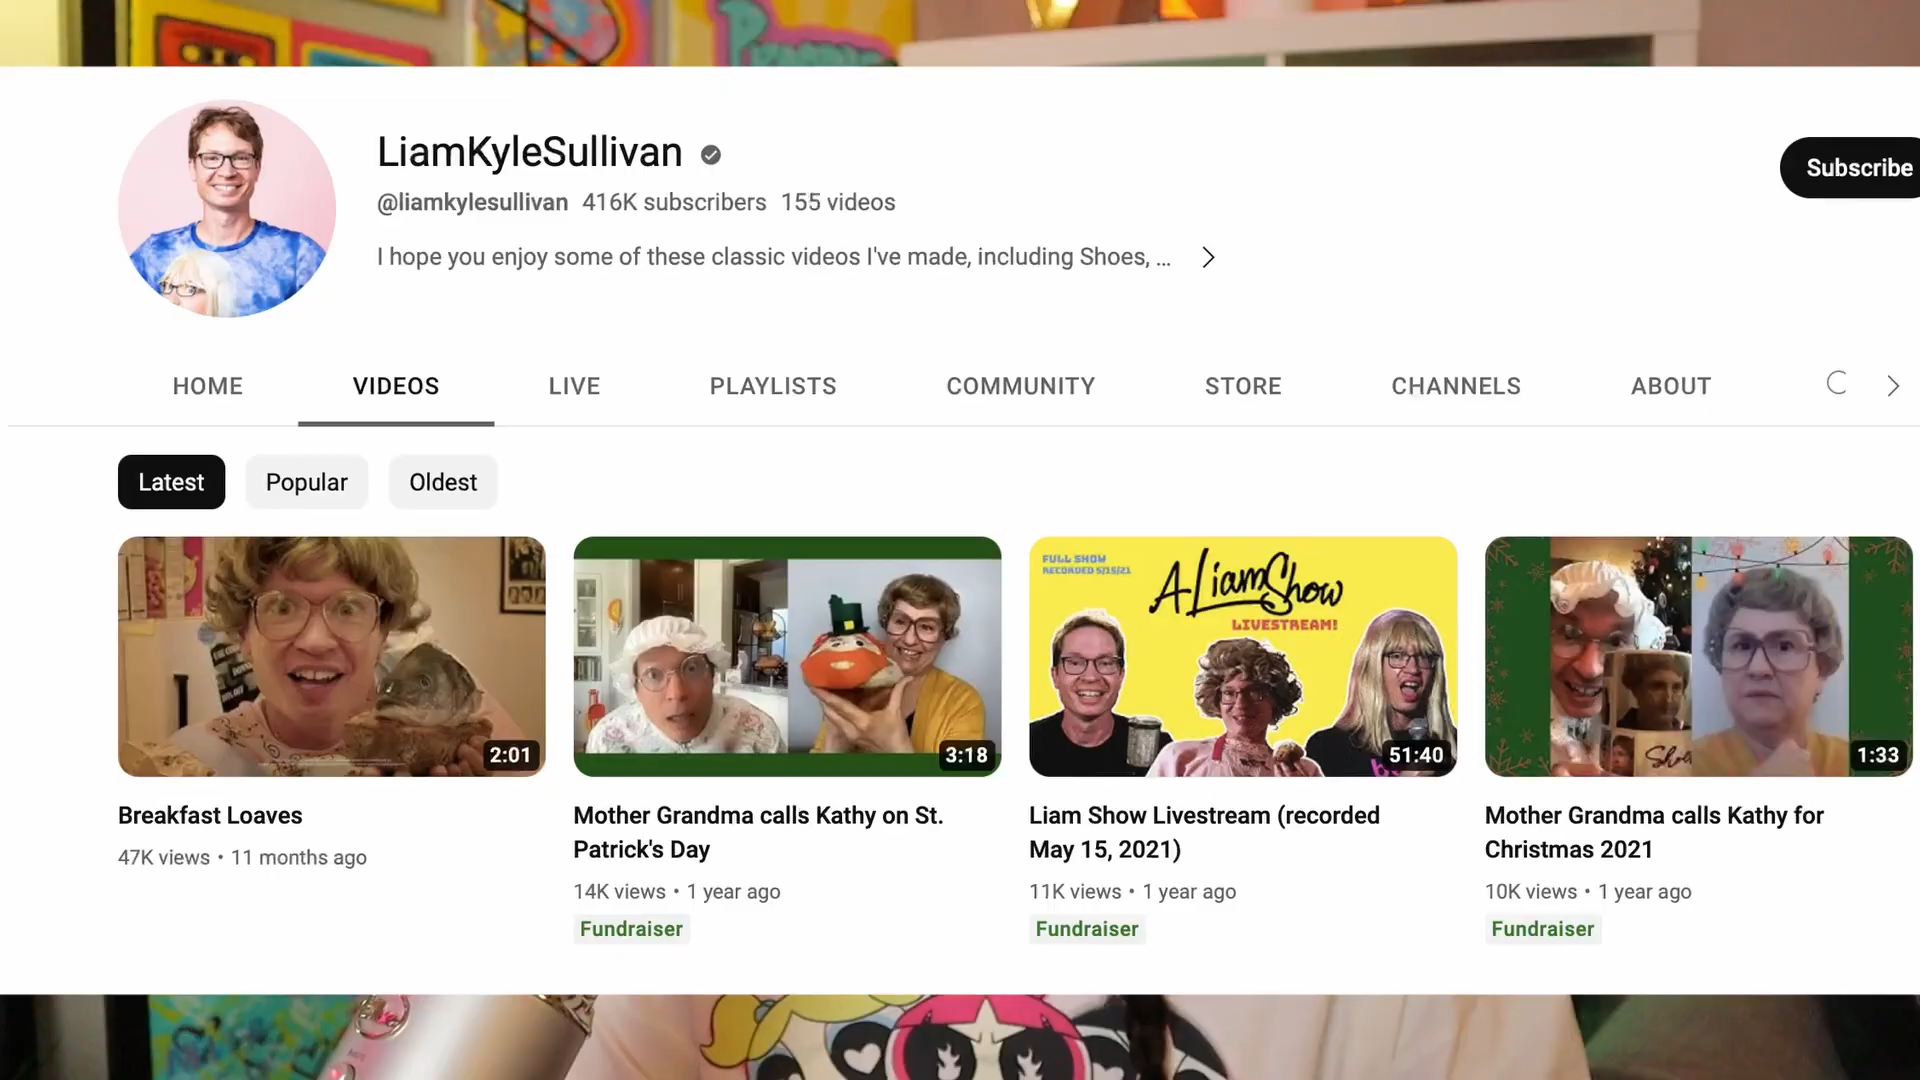 LiamKyleSullivan
Subscribe
@liamkylesullivan 416K subscribers 155 videos
I hope you enjoy some of these classic videos I've made, including Shoes, ...
HOME VIDEOS LIVE PLAYLISTS COMMUNITY STORE CHANNELS ABOUT
Latest Popular Oldest
FULL SHOW
RECORDED 5/15/21
A Liam Show
LIVESTREAM!
2:01
3:18
51:40
1:33
Breakfast Loaves
47K views • 11 months ago
Mother Grandma calls Kathy on St.
Patrick's Day
14K views • 1 year ago
Fundraiser
Liam Show Livestream (recorded
May 15, 2021)
11K views • 1 year ago
Fundraiser
Mother Grandma calls Kathy for
Christmas 2021
10K views • 1 year ago
Fundraiser